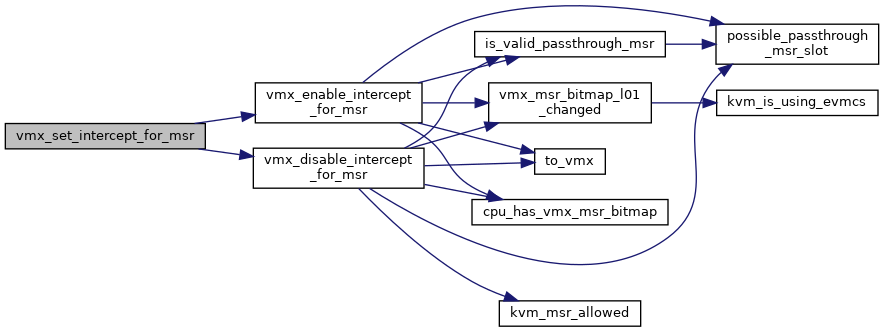 vmx_set_intercept_for_msr
vmx_enable_intercept
_for_msr
vmx_disable_intercept
_for_msr
is_valid_passthrough_msr
vmx_msr_bitmap_l01
_changed
to_vmx
cpu_has_vmx_msr_bitmap
kvm_msr_allowed
possible_passthrough
_msr_slot
kvm_is_using_evmcs